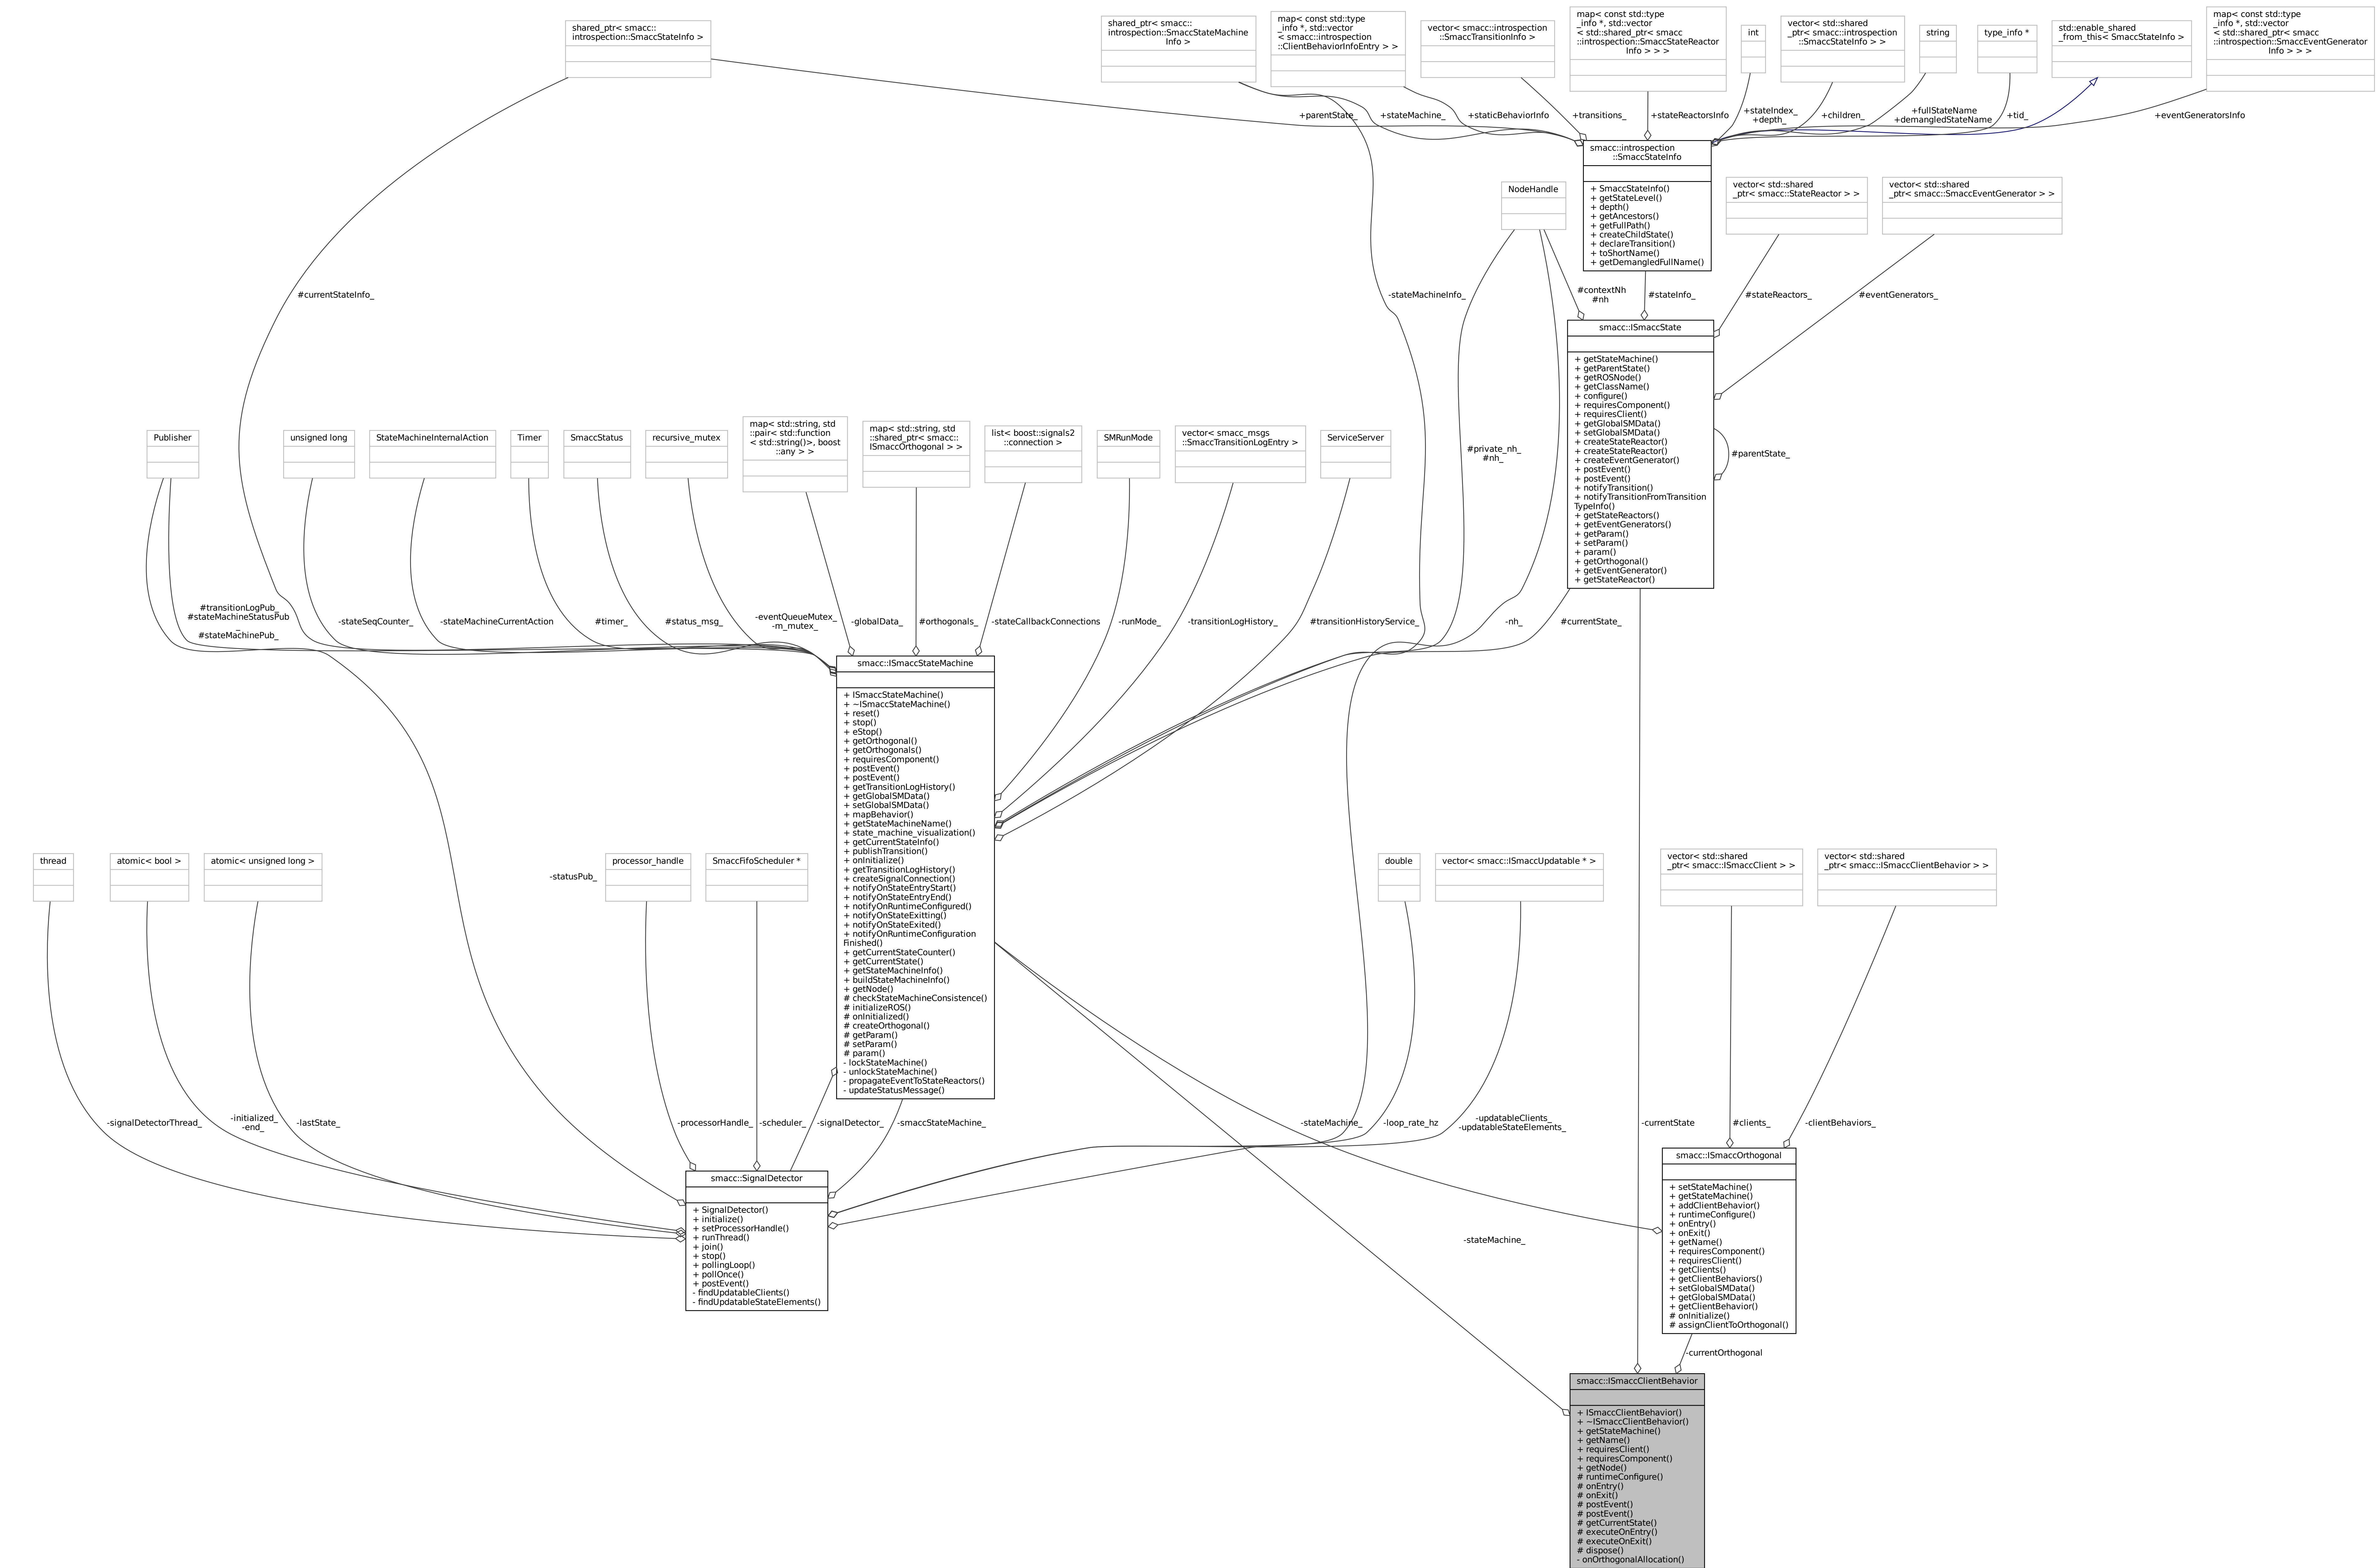 shared_ptr< smacc::
introspection::SmaccStateInfo >
shared_ptr< smacc::
introspection::SmaccStateMachine
Info >
map< const std::type
_info *, std::vector
< smacc::introspection
::ClientBehaviorInfoEntry > >
vector< smacc::introspection
::SmaccTransitionInfo >
map< const std::type
_info *, std::vector
< std::shared_ptr< smacc
::introspection::SmaccStateReactor
Info > > >
int
vector< std::shared
_ptr< smacc::introspection
::SmaccStateInfo > >
string
type_info *
std::enable_shared
_from_this< SmaccStateInfo >
map< const std::type
_info *, std::vector
< std::shared_ptr< smacc
::introspection::SmaccEventGenerator
Info > > >
+parentState_
+stateMachine_
+staticBehaviorInfo
+transitions_
+stateReactorsInfo
+stateIndex_
+depth_
+children_
+fullStateName
+demangledStateName
+tid_
+eventGeneratorsInfo
smacc::introspection
::SmaccStateInfo
+ SmaccStateInfo()
+ getStateLevel()
+ depth()
+ getAncestors()
+ getFullPath()
+ createChildState()
+ declareTransition()
+ toShortName()
+ getDemangledFullName()
NodeHandle
vector< std::shared
_ptr< smacc::StateReactor > >
vector< std::shared
_ptr< smacc::SmaccEventGenerator > >
#currentStateInfo_
-stateMachineInfo_
#contextNh
#nh
#stateInfo_
#stateReactors_
#eventGenerators_
smacc::ISmaccState
+ getStateMachine()
+ getParentState()
+ getROSNode()
+ getClassName()
+ configure()
+ requiresComponent()
+ requiresClient()
+ getGlobalSMData()
+ setGlobalSMData()
+ createStateReactor()
+ createStateReactor()
+ createEventGenerator()
+ postEvent()
+ postEvent()
+ notifyTransition()
+ notifyTransitionFromTransition
TypeInfo()
+ getStateReactors()
+ getEventGenerators()
+ getParam()
+ setParam()
+ param()
+ getOrthogonal()
+ getEventGenerator()
+ getStateReactor()
#parentState_
Publisher
unsigned long
StateMachineInternalAction
Timer
SmaccStatus
recursive_mutex
map< std::string, std
::pair< std::function
< std::string()>, boost
::any > >
map< std::string, std
::shared_ptr< smacc::
ISmaccOrthogonal > >
list< boost::signals2
::connection >
SMRunMode
vector< smacc_msgs
::SmaccTransitionLogEntry >
ServiceServer
#private_nh_
#nh_
#transitionLogPub_
#stateMachineStatusPub
_
#stateMachinePub_
-stateSeqCounter_
-stateMachineCurrentAction
#timer_
#status_msg_
-eventQueueMutex_
-m_mutex_
-globalData_
#orthogonals_
-stateCallbackConnections
-runMode_
-transitionLogHistory_
#transitionHistoryService_
-nh_
#currentState_
smacc::ISmaccStateMachine
+ ISmaccStateMachine()
+ ~ISmaccStateMachine()
+ reset()
+ stop()
+ eStop()
+ getOrthogonal()
+ getOrthogonals()
+ requiresComponent()
+ postEvent()
+ postEvent()
+ getTransitionLogHistory()
+ getGlobalSMData()
+ setGlobalSMData()
+ mapBehavior()
+ getStateMachineName()
+ state_machine_visualization()
+ getCurrentStateInfo()
+ publishTransition()
+ onInitialize()
+ getTransitionLogHistory()
+ createSignalConnection()
+ notifyOnStateEntryStart()
+ notifyOnStateEntryEnd()
+ notifyOnRuntimeConfigured()
+ notifyOnStateExitting()
+ notifyOnStateExited()
+ notifyOnRuntimeConfiguration
Finished()
+ getCurrentStateCounter()
+ getCurrentState()
+ getStateMachineInfo()
+ buildStateMachineInfo()
+ getNode()
# checkStateMachineConsistence()
# initializeROS()
# onInitialized()
# createOrthogonal()
# getParam()
# setParam()
# param()
- lockStateMachine()
- unlockStateMachine()
- propagateEventToStateReactors()
- updateStatusMessage()
thread
atomic< bool >
atomic< unsigned long >
-statusPub_
processor_handle
SmaccFifoScheduler *
double
vector< smacc::ISmaccUpdatable * >
vector< std::shared
_ptr< smacc::ISmaccClient > >
vector< std::shared
_ptr< smacc::ISmaccClientBehavior > >
-signalDetectorThread_
-initialized_
-end_
-lastState_
-processorHandle_
-scheduler_
-signalDetector_
-smaccStateMachine_
-stateMachine_
-loop_rate_hz
-updatableClients_
-updatableStateElements_
-currentState
#clients_
-clientBehaviors_
smacc::SignalDetector
+ SignalDetector()
+ initialize()
+ setProcessorHandle()
+ runThread()
+ join()
+ stop()
+ pollingLoop()
+ pollOnce()
+ postEvent()
- findUpdatableClients()
- findUpdatableStateElements()
smacc::ISmaccOrthogonal
+ setStateMachine()
+ getStateMachine()
+ addClientBehavior()
+ runtimeConfigure()
+ onEntry()
+ onExit()
+ getName()
+ requiresComponent()
+ requiresClient()
+ getClients()
+ getClientBehaviors()
+ setGlobalSMData()
+ getGlobalSMData()
+ getClientBehavior()
# onInitialize()
# assignClientToOrthogonal()
-stateMachine_
-currentOrthogonal
smacc::ISmaccClientBehavior
+ ISmaccClientBehavior()
+ ~ISmaccClientBehavior()
+ getStateMachine()
+ getName()
+ requiresClient()
+ requiresComponent()
+ getNode()
# runtimeConfigure()
# onEntry()
# onExit()
# postEvent()
# postEvent()
# getCurrentState()
# executeOnEntry()
# executeOnExit()
# dispose()
- onOrthogonalAllocation()